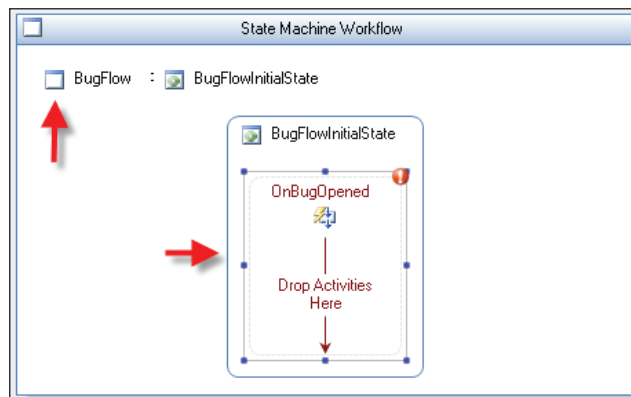 State Machine Workflow
BugFlow : BugFlowInitialState
BugFlowInitialState
OnBugOpened
Drop Activities
Here